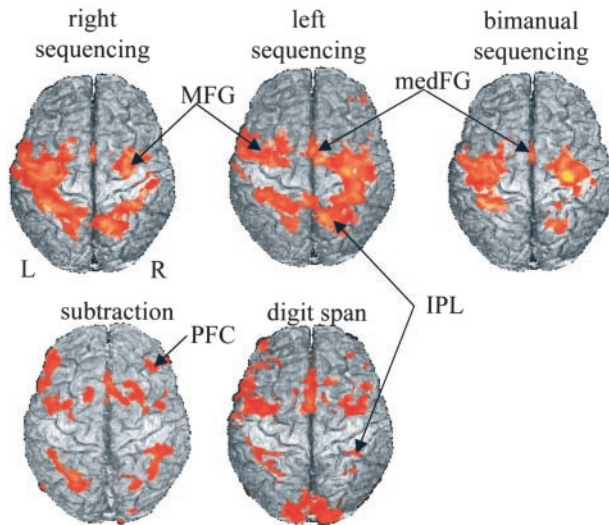 right
sequencing
left
sequencing
bimanual
sequencing
MFG
medFG
L
R
IPL
subtraction
digit span
PFC